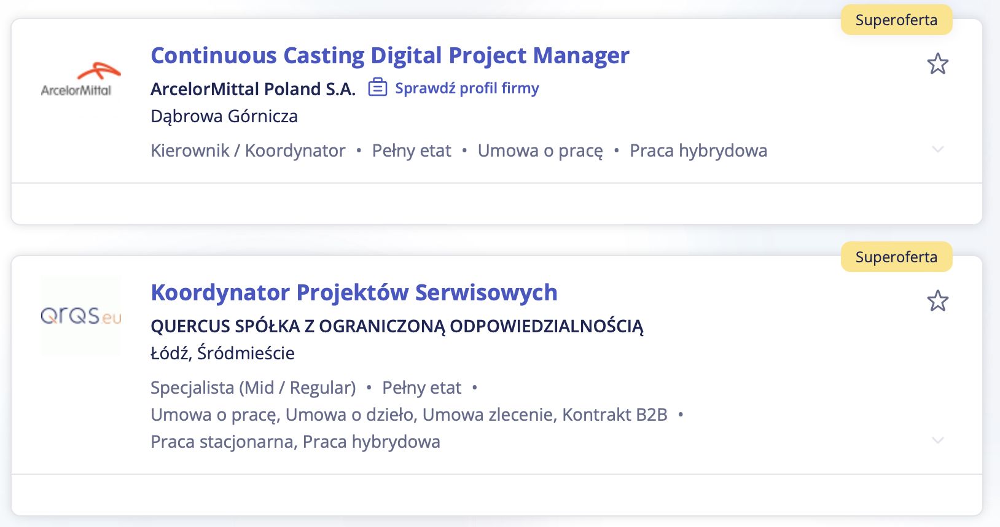 Superoferta
Continuous Casting Digital Project Manager
ArcelorMittal
ArcelorMittal Poland S.A. Sprawdź profil firmy
Dąbrowa Górnicza
Kierownik / Koordynator • Pełny etat • Umowa o pracę • Praca hybrydowa
Superoferta
Koordynator Projektów Serwisowych
QrQS.eu
QUERCUS SPÓŁKA Z OGRANICZONĄ ODPOWIEDZIALNOŚCIĄ
Łódź, Śródmieście
Specjalista (Mid / Regular) • Pełny etat •
Umowa o pracę, Umowa o dzieło, Umowa zlecenie, Kontrakt B2B •
Praca stacjonarna, Praca hybrydowa